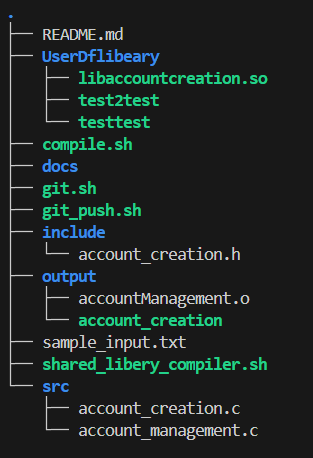 .
├── README.md
├── UserDflibeary
│   ├── libaccountcreation.so
│   ├── test2test
│   └── testtest
├── compile.sh
├── docs
├── git.sh
├── git_push.sh
├── include
│   └── account_creation.h
├── output
│   ├── accountManagement.o
│   └── account_creation
├── sample_input.txt
├── shared_libery_compiler.sh
└── src
    ├── account_creation.c
    └── account_management.c